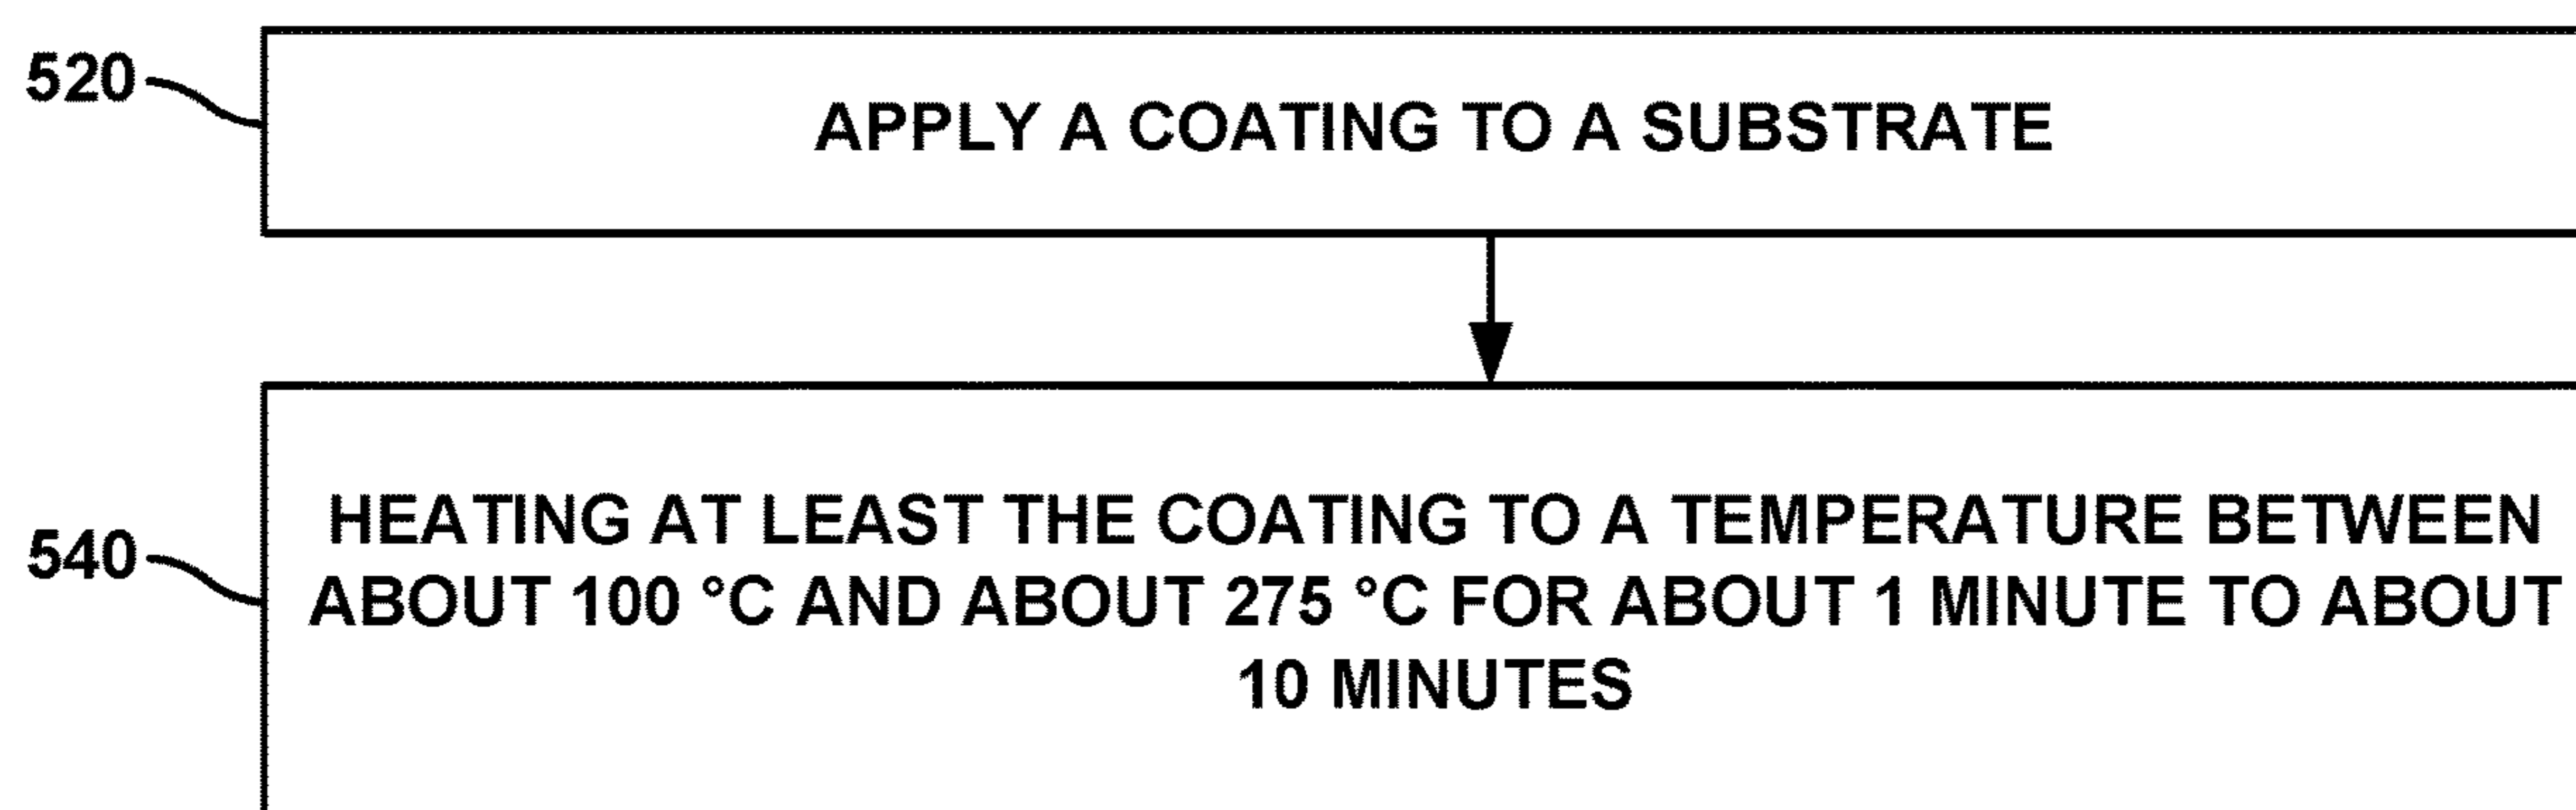 520
APPLY A COATING TO A SUBSTRATE
540
HEATING AT LEAST THE COATING TO A TEMPERATURE BETWEEN
ABOUT 100 °C AND ABOUT 275 °C FOR ABOUT 1 MINUTE TO ABOUT
10 MINUTES